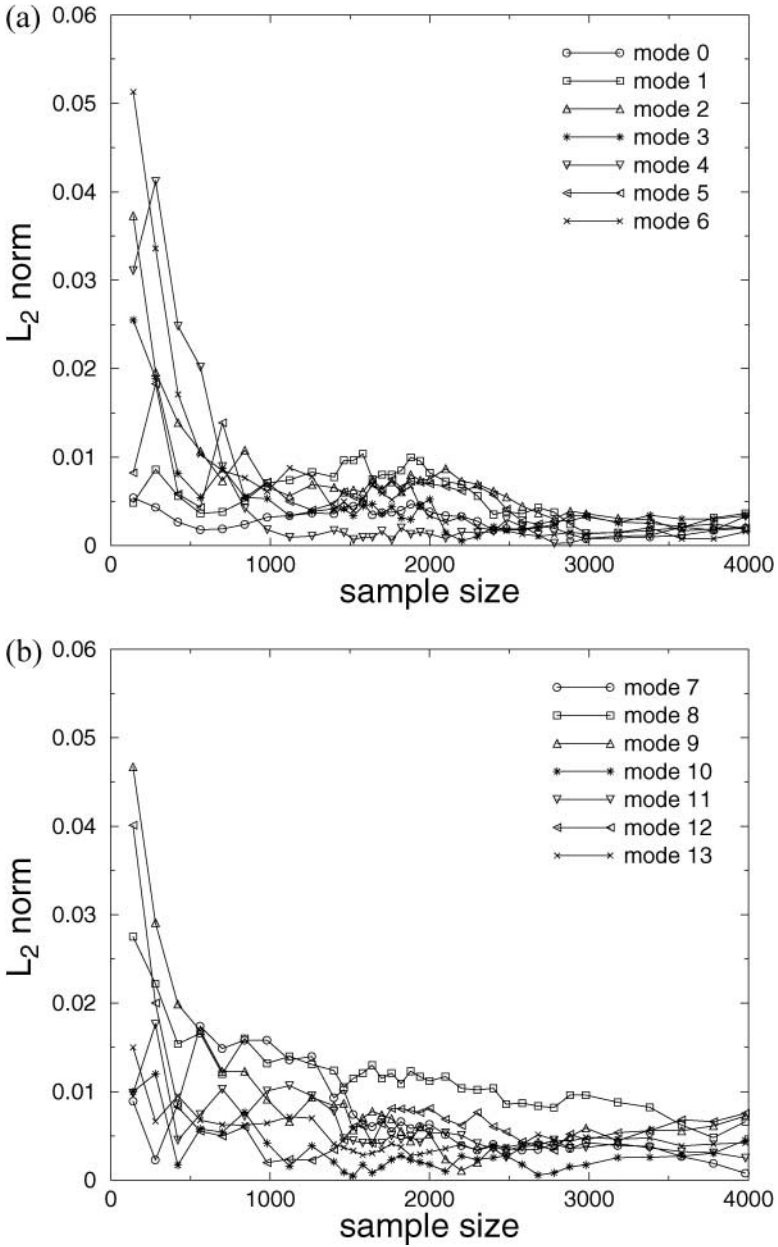 (a)
0.06
0.05
0.04
0.03
0.02
0.01
0
L₂ norm
mode 0
mode 1
mode 2
mode 3
mode 4
mode 5
mode 6
0 1000 2000 3000 4000
sample size
(b)
0.06
0.05
0.04
0.03
0.02
0.01
0
L₂ norm
mode 7
mode 8
mode 9
mode 10
mode 11
mode 12
mode 13
0 1000 2000 3000 4000
sample size